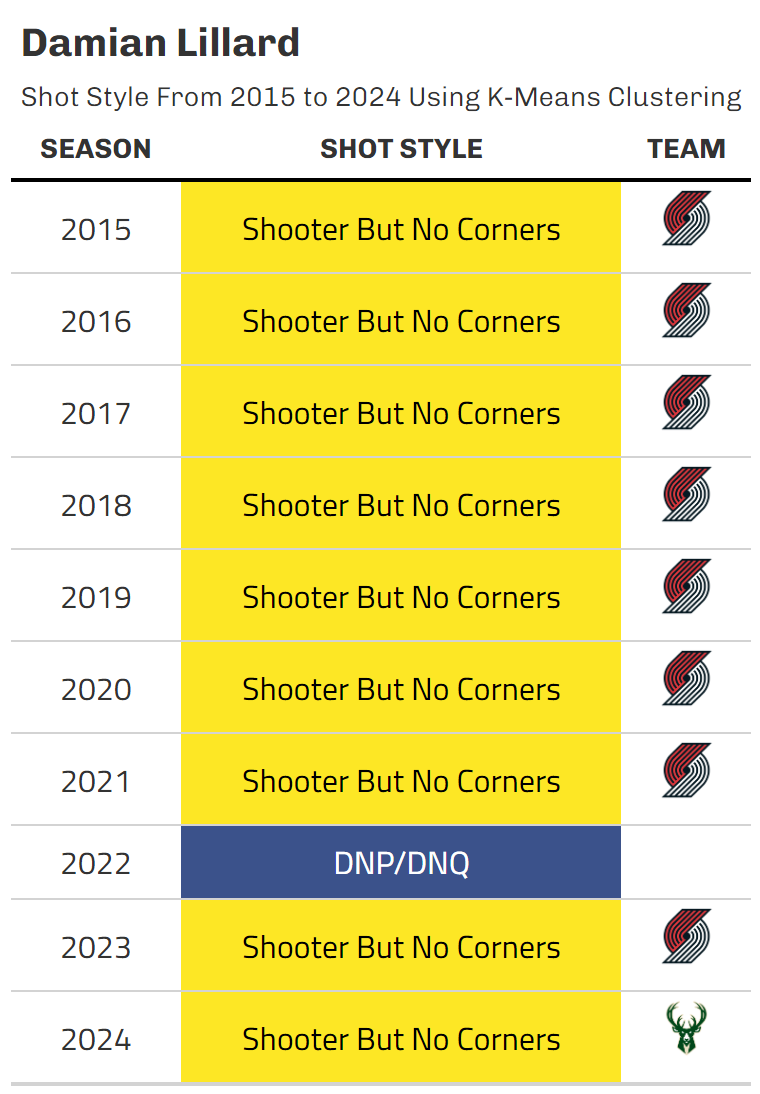 Damian Lillard
Shot Style From 2015 to 2024 Using K-Means Clustering
SEASON SHOT STYLE TEAM
2015 Shooter But No Corners
2016 Shooter But No Corners
2017 Shooter But No Corners
2018 Shooter But No Corners
2019 Shooter But No Corners
2020 Shooter But No Corners
2021 Shooter But No Corners
2022 DNP/DNQ
2023 Shooter But No Corners
2024 Shooter But No Corners